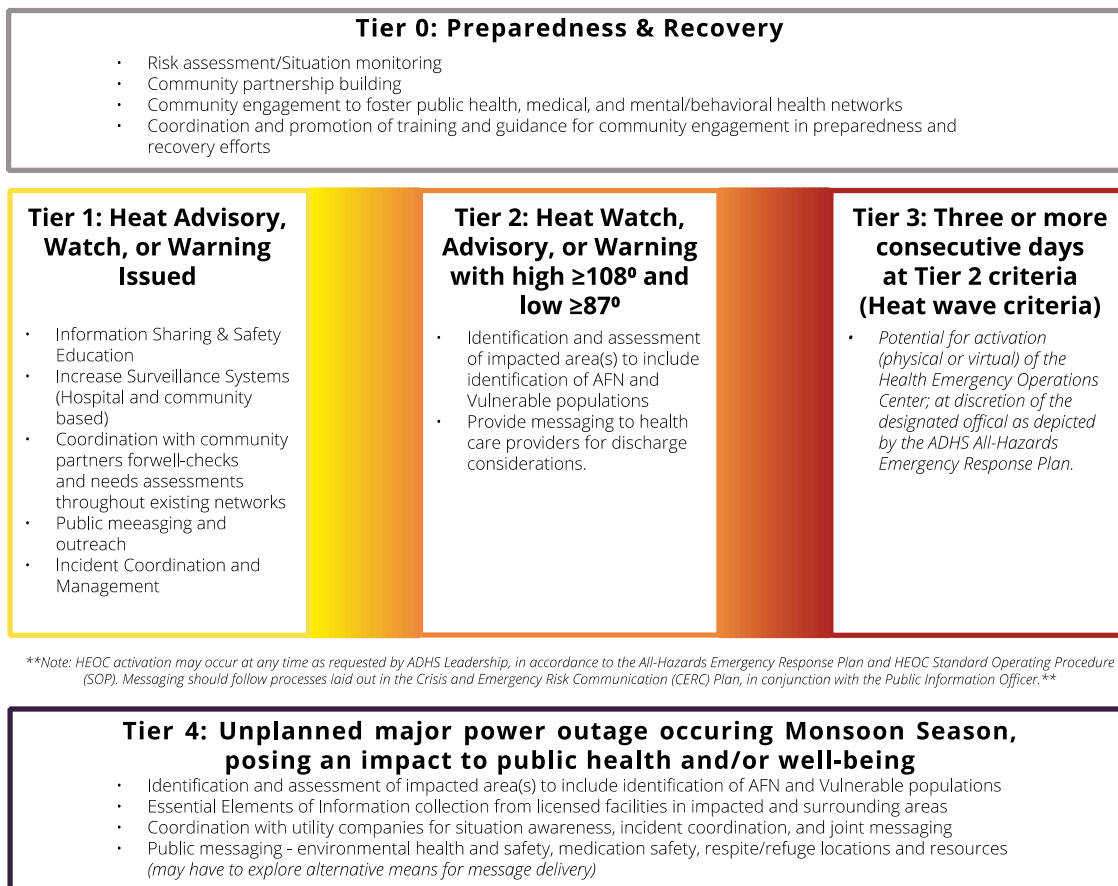 Tier 0: Preparedness & Recovery
• Risk assessment/Situation monitoring
• Community partnership building
• Community engagement to foster public health, medical, and mental/behavioral health networks
• Coordination and promotion of training and guidance for community engagement in preparedness and
recovery efforts
Tier 1: Heat Advisory,
Watch, or Warning
Issued
• Information Sharing & Safety
Education
• Increase Surveillance Systems
(Hospital and community
based)
• Coordination with community
partners forwell-checks
and needs assessments
throughout existing networks
• Public meeasging and
outreach
• Incident Coordination and
Management
Tier 2: Heat Watch,
Advisory, or Warning
with high ≥108⁰ and
low ≥87⁰
• Identification and assessment
of impacted area(s) to include
identification of AFN and
Vulnerable populations
• Provide messaging to health
care providers for discharge
considerations.
Tier 3: Three or more
consecutive days
at Tier 2 criteria
(Heat wave criteria)
• Potential for activation
(physical or virtual) of the
Health Emergency Operations
Center; at discretion of the
designated offical as depicted
by the ADHS All-Hazards
Emergency Response Plan.
**Note: HEOC activation may occur at any time as requested by ADHS Leadership, in accordance to the All-Hazards Emergency Response Plan and HEOC Standard Operating Procedure
(SOP). Messaging should follow processes laid out in the Crisis and Emergency Risk Communication (CERC) Plan, in conjunction with the Public Information Officer.**
Tier 4: Unplanned major power outage occuring Monsoon Season,
posing an impact to public health and/or well-being
• Identification and assessment of impacted area(s) to include identification of AFN and Vulnerable populations
• Essential Elements of Information collection from licensed facilities in impacted and surrounding areas
• Coordination with utility companies for situation awareness, incident coordination, and joint messaging
• Public messaging - environmental health and safety, medication safety, respite/refuge locations and resources
(may have to explore alternative means for message delivery)